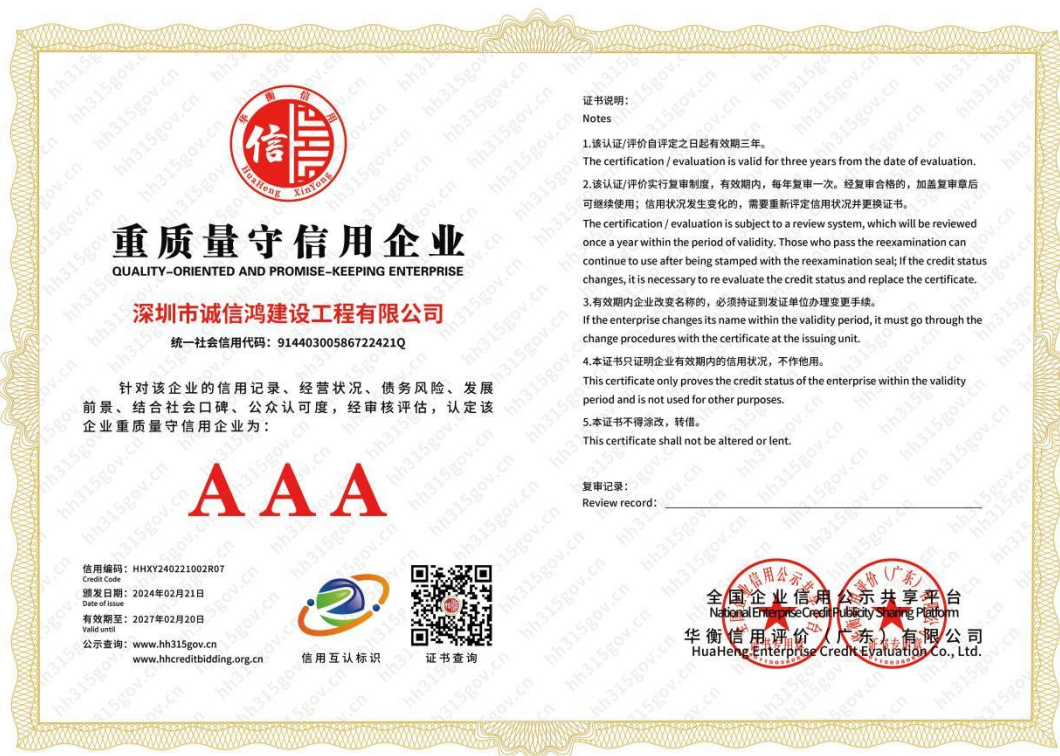 华衡信用
信
HuaHeng XinYong
重质量守信用企业
QUALITY-ORIENTED AND PROMISE-KEEPING ENTERPRISE
深圳市诚信鸿建设工程有限公司
统一社会信用代码：91440300586722421Q
针对该企业的信用记录、经营状况、债务风险、发展
前景、结合社会口碑、公众认可度，经审核评估，认定该
企业重质量守信用企业为：
AAA
信用编码：HHXY240221002R07
Credit Code
颁发日期：2024年02月21日
Date of issue
有效期至：2027年02月20日
Valid until
公示查询：www.hh315gov.cn
www.hhcreditbidding.org.cn
信用互认标识
证书查询
证书说明：
Notes
1.该认证/评价自评定之日起有效期三年。
The certification / evaluation is valid for three years from the date of evaluation.
2.该认证/评价实行复审制度，有效期内，每年复审一次。经复审合格的，加盖复审章后
可继续使用；信用状况发生变化的，需要重新评定信用状况并更换证书。
The certification / evaluation is subject to a review system, which will be reviewed
once a year within the period of validity. Those who pass the reexamination can
continue to use after being stamped with the reexamination seal; If the credit status
changes, it is necessary to re evaluate the credit status and replace the certificate.
3.有效期内企业改变名称的，必须持证到发证单位办理变更手续。
If the enterprise changes its name within the validity period, it must go through the
change procedures with the certificate at the issuing unit.
4.本证书只证明企业有效期内的信用状况，不作他用。
This certificate only proves the credit status of the enterprise within the validity
period and is not used for other purposes.
5.本证书不得涂改，转借。
This certificate shall not be altered or lent.
复审记录：
Review record:
全国企业信用公示共享平台
National Enterprise Credit Publicity Sharing Platform
华衡信用评价（广东）有限公司
HuaHeng Enterprise Credit Evaluation Co., Ltd.
证书专用章
证书专用章
hh315gov.cn